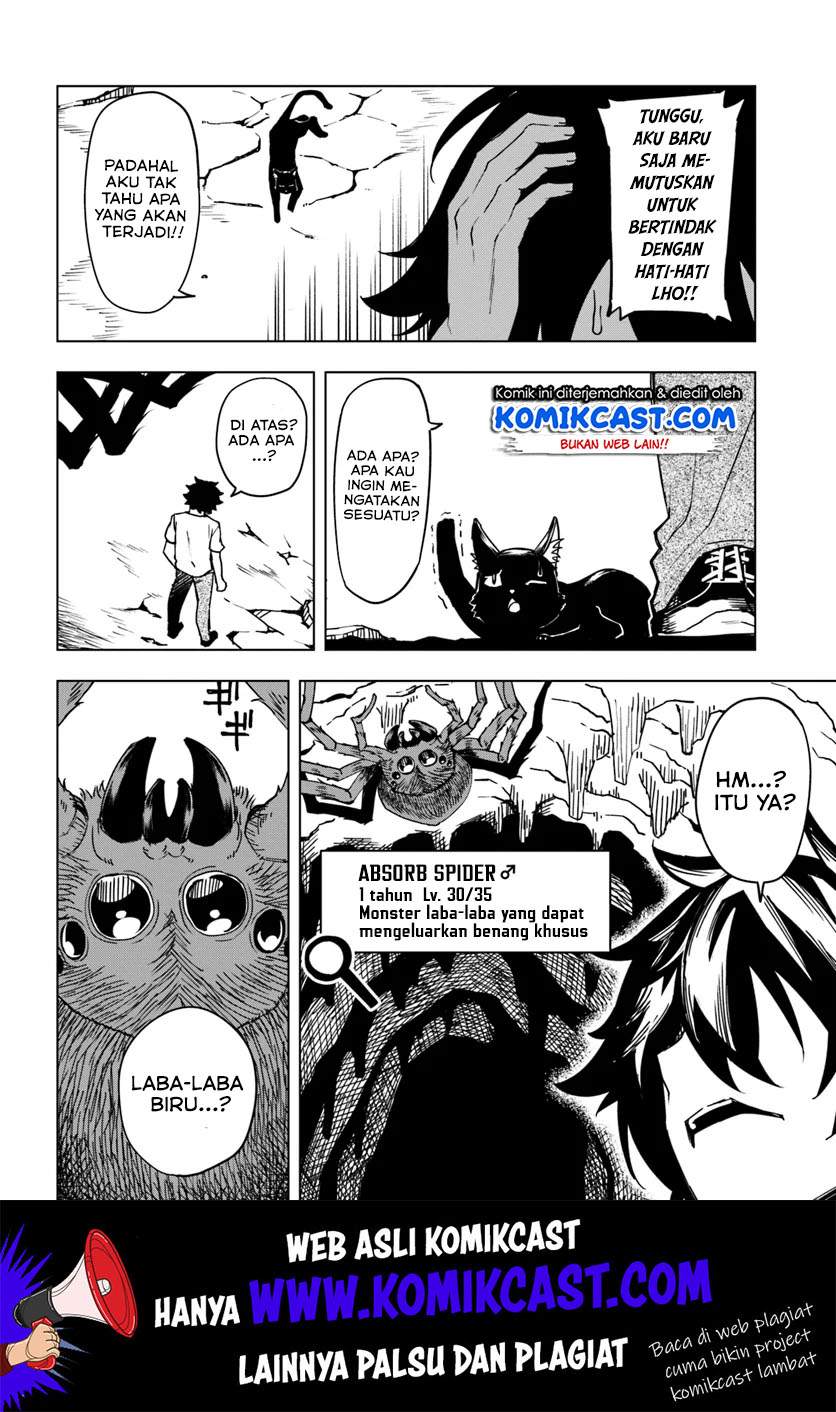 TUNGGU,
AKU BARU
SAJA ME-
MUTUSKAN
UNTUK
BERTINDAK
DENGAN
HATI-HATI
LHO!!
PADAHAL
AKU TAK
TAHU APA
YANG AKAN
TERJADI!!
Komik ini diterjemahkan & diedit oleh
KOMIKCAST.COM
BUKAN WEB LAIN!!
ADA APA?
APA KAU
INGIN ME-
NGATAKAN
SESUATU?
DI ATAS?
ADA APA
...?
HM...?
ITU YA?
ABSORB SPIDER♂
1 tahun Lv. 30/35
Monster laba-laba yang dapat
mengeluarkan benang khusus
ギギ
LABA-LABA
BIRU...?
WEB ASLI KOMIKCAST
HANYA WWW.KOMIKCAST.COM
LAINNYA PALSU DAN PLAGIAT
Baca di web plagiat
cuma bikin project
komikcast lambat